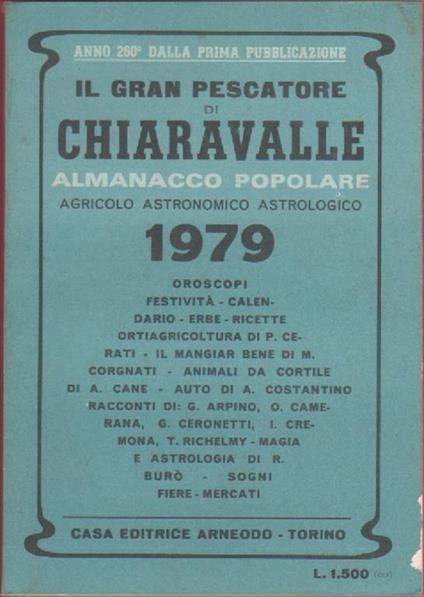 ANNO 260° DALLA PRIMA PUBBLICAZIONE
IL GRAN PESCATORE
DI
CHIARAVALLE
ALMANACCO POPOLARE
AGRICOLO ASTRONOMICO ASTROLOGICO
1979
OROSCOPI
FESTIVITÀ - CALEN-
DARIO - ERBE - RICETTE
ORTIAGRICOLTURA DI P. CE-
RATI - IL MANGIAR BENE DI M.
CORGNATI - ANIMALI DA CORTILE
DI A. CANE - AUTO DI A. COSTANTINO
RACCONTI DI: G. ARPINO, O. CAME-
RANA, G. CERONETTI, I. CRE-
MONA, T. RICHELMY - MAGIA
E ASTROLOGIA DI R.
BURÒ - SOGNI
FIERE - MERCATI
CASA EDITRICE ARNEODO - TORINO
L. 1.500